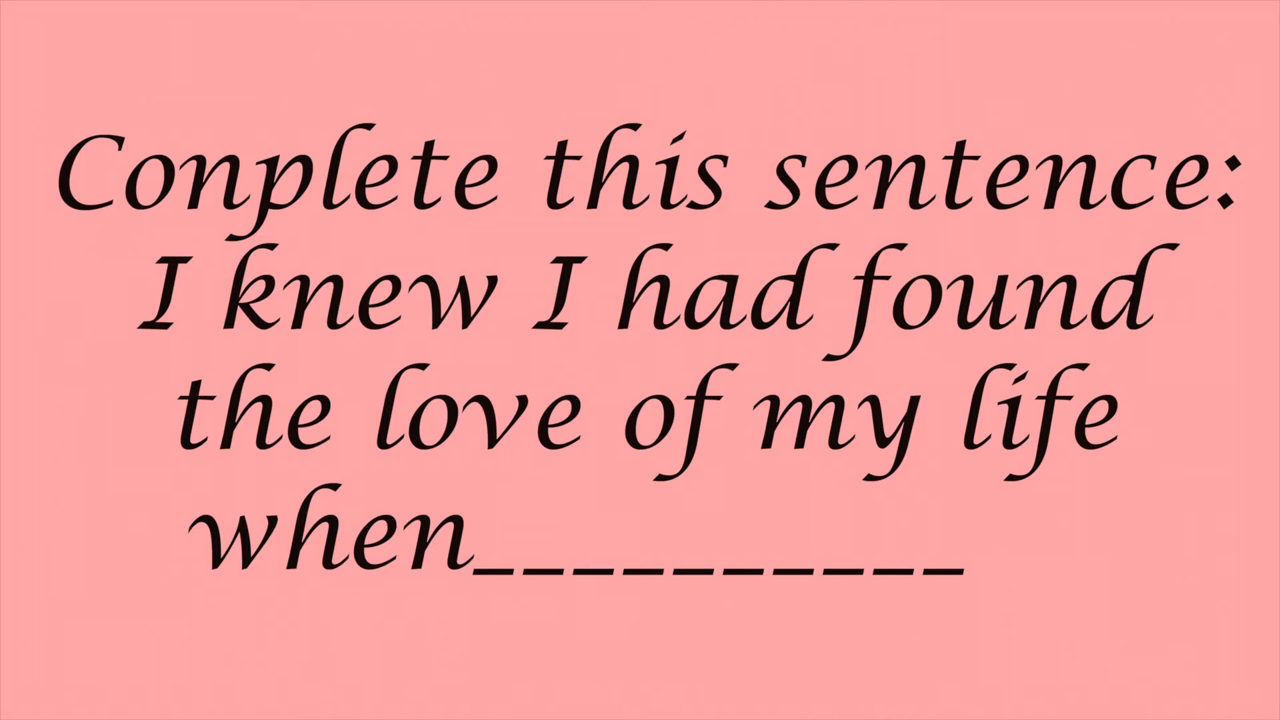 Conplete this sentence:
I knew I had found
the love of my life
when__________